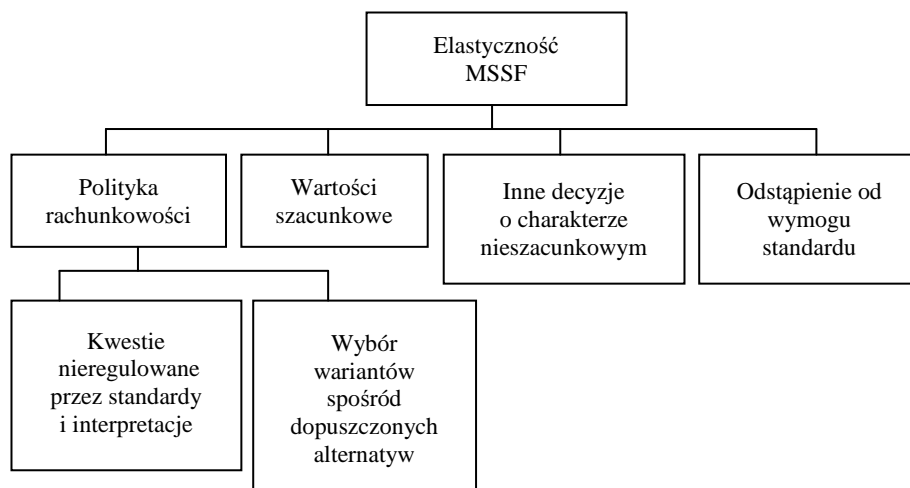 Elastyczność
MSSF
Polityka
rachunkowości
Wartości
szacunkowe
Inne decyzje
o charakterze
nieszacunkowym
Odstąpienie od
wymogu
standardu
Kwestie
nieregulowane
przez standardy
i interpretacje
Wybór
wariantów
spośród
dopuszczonych
alternatyw